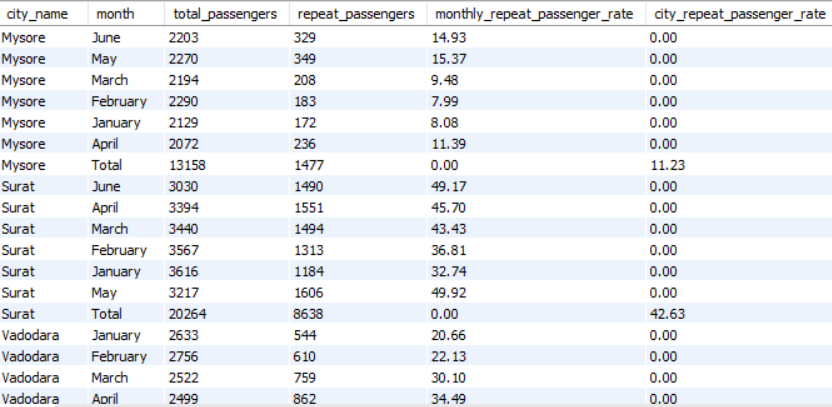 city_name month total_passengers repeat_passengers monthly_repeat_passenger_rate city_repeat_passenger_rate
Mysore June 2203 329 14.93 0.00
Mysore May 2270 349 15.37 0.00
Mysore March 2194 208 9.48 0.00
Mysore February 2290 183 7.99 0.00
Mysore January 2129 172 8.08 0.00
Mysore April 2072 236 11.39 0.00
Mysore Total 13158 1477 0.00 11.23
Surat June 3030 1490 49.17 0.00
Surat April 3394 1551 45.70 0.00
Surat March 3440 1494 43.43 0.00
Surat February 3567 1313 36.81 0.00
Surat January 3616 1184 32.74 0.00
Surat May 3217 1606 49.92 0.00
Surat Total 20264 8638 0.00 42.63
Vadodara January 2633 544 20.66 0.00
Vadodara February 2756 610 22.13 0.00
Vadodara March 2522 759 30.10 0.00
Vadodara April 2499 862 34.49 0.00